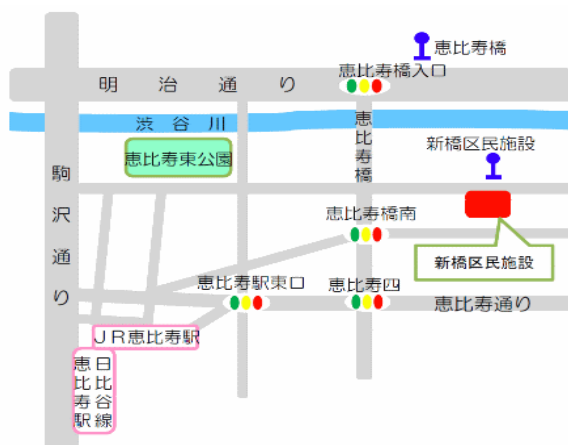 恵比寿橋
恵比寿橋入口
明治通り
渋谷川
恵比寿橋
新橋区民施設
恵比寿東公園
駒沢通り
恵比寿橋南
新橋区民施設
恵比寿駅東口
恵比寿四
恵比寿通り
JR恵比寿駅
日比谷線
恵比寿駅